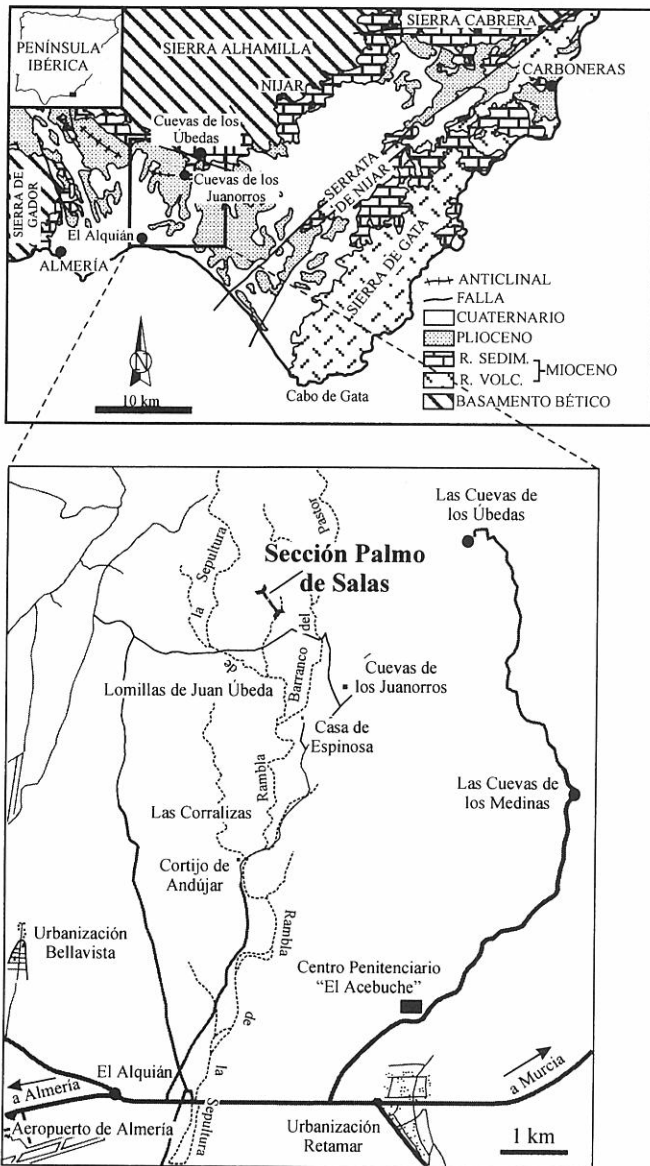 PENÍNSULA
IBÉRICA
SIERRA ALHAMILLA
SIERRA CABRERA
NIJAR
CARBONERAS
Cuevas de los
Úbedas
Cuevas de los
Juanorros
SIERRA DE
GADOR
El Alquián
ALMERÍA
SERRATA
DE NIJAR
SIERRA DE GATA
N
10 km
Cabo de Gata
ANTICLINAL
FALLA
CUATERNARIO
PLIOCENO
R. SEDIM.
R. VOLC.
MIOCENO
BASAMENTO BÉTICO
Las Cuevas de
los Úbedas
Sepultura
la
de
Pastor
del
Barranco
Sección Palmo
de Salas
Lomillas de Juan Úbeda
Cuevas de
los Juanorros
Casa de
Espinosa
Rambla
Las Corralizas
Las Cuevas de
los Medinas
Cortijo de
Andújar
Urbanización
Bellavista
Rambla
de
la
Sepultura
Centro Penitenciario
“El Acebuche”
El Alquián
a Almería
a Murcia
Aeropuerto de Almería
Urbanización
Retamar
1 km